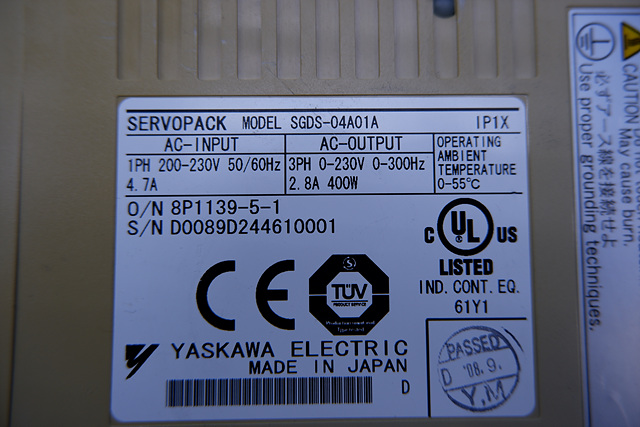 SERVOPACK MODEL SGDS-04A01A IP1X
AC-INPUT
1PH 200-230V 50/60Hz
4.7A
AC-OUTPUT
3PH 0-230V 0-300Hz
2.8A 400W
OPERATING
AMBIENT
TEMPERATURE
0-55℃
O/N 8P1139-5-1
S/N D0089D244610001
C UL US
LISTED
IND. CONT. EQ.
61Y1
CE
TÜV
PRODUCT SERVICE
YASKAWA ELECTRIC
MADE IN JAPAN
D
PASSED
D '08.9.
Y.M
CAUTION
May cause burn.
必ずアース線を接続せよ
Use proper grounding techniques.